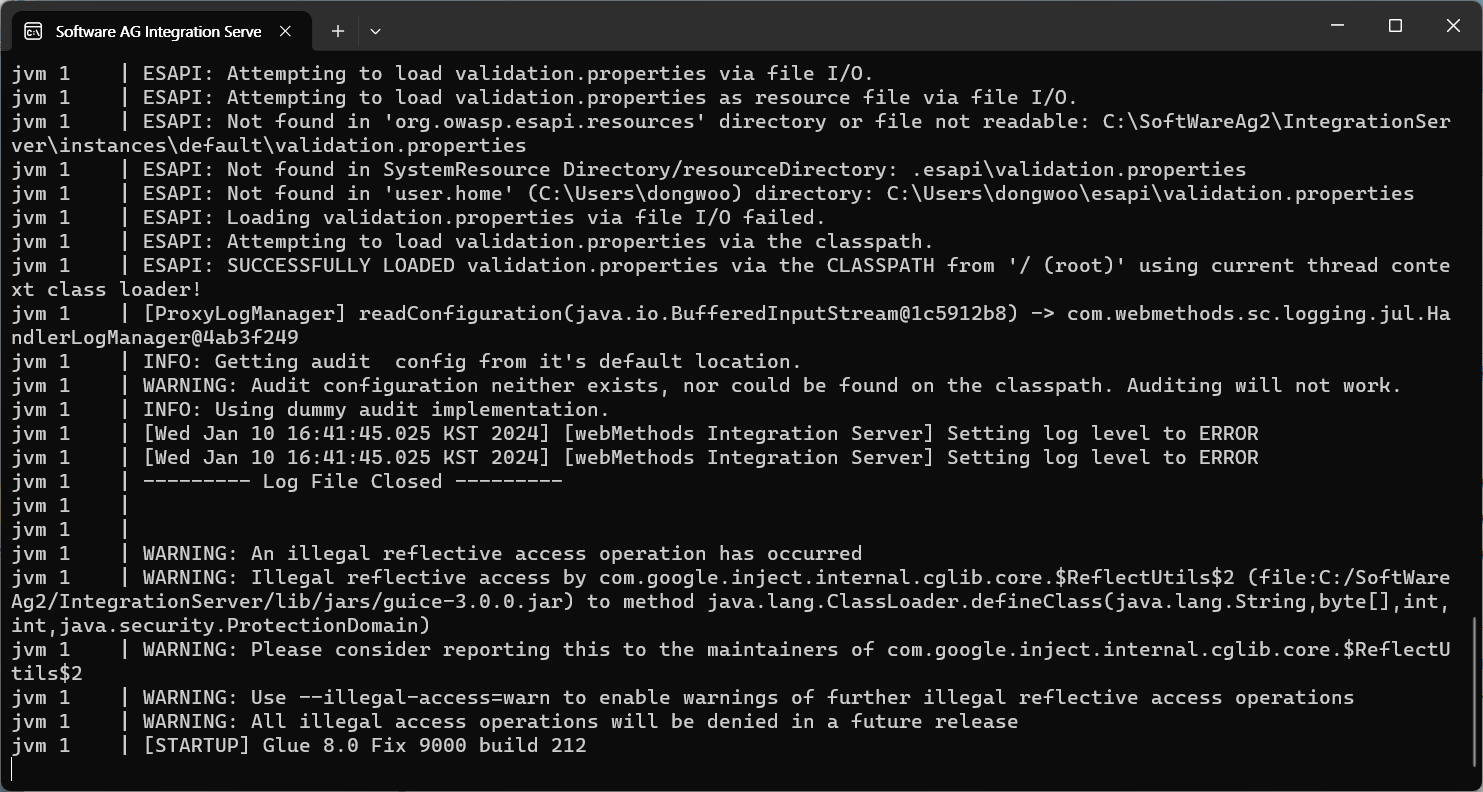 Software AG Integration Serve
jvm 1    | ESAPI: Attempting to load validation.properties via file I/O.
jvm 1    | ESAPI: Attempting to load validation.properties as resource file via file I/O.
jvm 1    | ESAPI: Not found in 'org.owasp.esapi.resources' directory or file not readable: C:\SoftWareAg2\IntegrationSer
ver\instances\default\validation.properties
jvm 1    | ESAPI: Not found in SystemResource Directory/resourceDirectory: .esapi\validation.properties
jvm 1    | ESAPI: Not found in 'user.home' (C:\Users\dongwoo) directory: C:\Users\dongwoo\esapi\validation.properties
jvm 1    | ESAPI: Loading validation.properties via file I/O failed.
jvm 1    | ESAPI: Attempting to load validation.properties via the classpath.
jvm 1    | ESAPI: SUCCESSFULLY LOADED validation.properties via the CLASSPATH from '/ (root)' using current thread conte
xt class loader!
jvm 1    | [ProxyLogManager] readConfiguration(java.io.BufferedInputStream@1c5912b8) -> com.webmethods.sc.logging.jul.Ha
ndlerLogManager@4ab3f249
jvm 1    | INFO: Getting audit  config from it's default location.
jvm 1    | WARNING: Audit configuration neither exists, nor could be found on the classpath. Auditing will not work.
jvm 1    | INFO: Using dummy audit implementation.
jvm 1    | [Wed Jan 10 16:41:45.025 KST 2024] [webMethods Integration Server] Setting log level to ERROR
jvm 1    | [Wed Jan 10 16:41:45.025 KST 2024] [webMethods Integration Server] Setting log level to ERROR
jvm 1    | --------- Log File Closed ---------
jvm 1    |
jvm 1    |
jvm 1    | WARNING: An illegal reflective access operation has occurred
jvm 1    | WARNING: Illegal reflective access by com.google.inject.internal.cglib.core.$ReflectUtils$2 (file:C:/SoftWare
Ag2/IntegrationServer/lib/jars/guice-3.0.0.jar) to method java.lang.ClassLoader.defineClass(java.lang.String,byte[],int,
int,java.security.ProtectionDomain)
jvm 1    | WARNING: Please consider reporting this to the maintainers of com.google.inject.internal.cglib.core.$ReflectU
tils$2
jvm 1    | WARNING: Use --illegal-access=warn to enable warnings of further illegal reflective access operations
jvm 1    | WARNING: All illegal access operations will be denied in a future release
jvm 1    | [STARTUP] Glue 8.0 Fix 9000 build 212